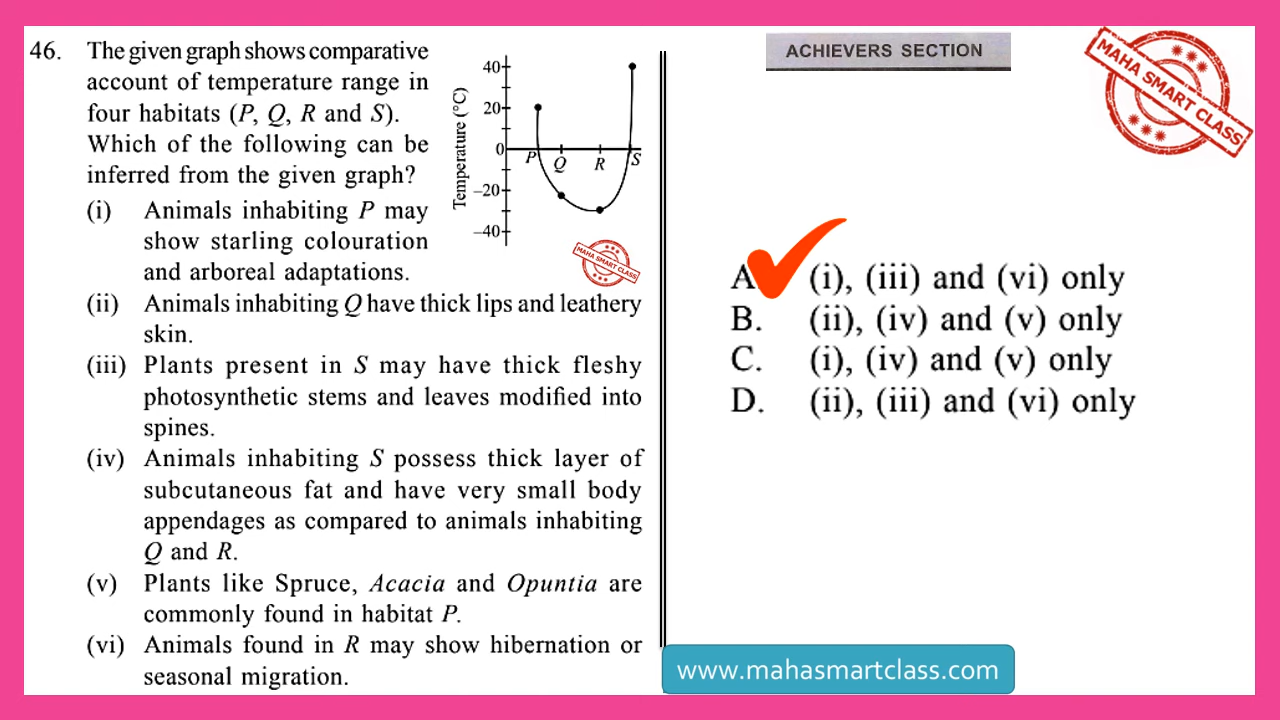 46. The given graph shows comparative
account of temperature range in
four habitats (P, Q, R and S).
Which of the following can be
inferred from the given graph?
(i) Animals inhabiting P may
show starling colouration
and arboreal adaptations.
(ii) Animals inhabiting Q have thick lips and leathery
skin.
(iii) Plants present in S may have thick fleshy
photosynthetic stems and leaves modified into
spines.
(iv) Animals inhabiting S possess thick layer of
subcutaneous fat and have very small body
appendages as compared to animals inhabiting
Q and R.
(v) Plants like Spruce, Acacia and Opuntia are
commonly found in habitat P.
(vi) Animals found in R may show hibernation or
seasonal migration.
Temperature (°C)
40
20
0
–20
–40
P Q R S
MAHA SMART CLASS
ACHIEVERS SECTION
MAHA SMART CLASS
A. (i), (iii) and (vi) only
B. (ii), (iv) and (v) only
C. (i), (iv) and (v) only
D. (ii), (iii) and (vi) only
www.mahasmartclass.com